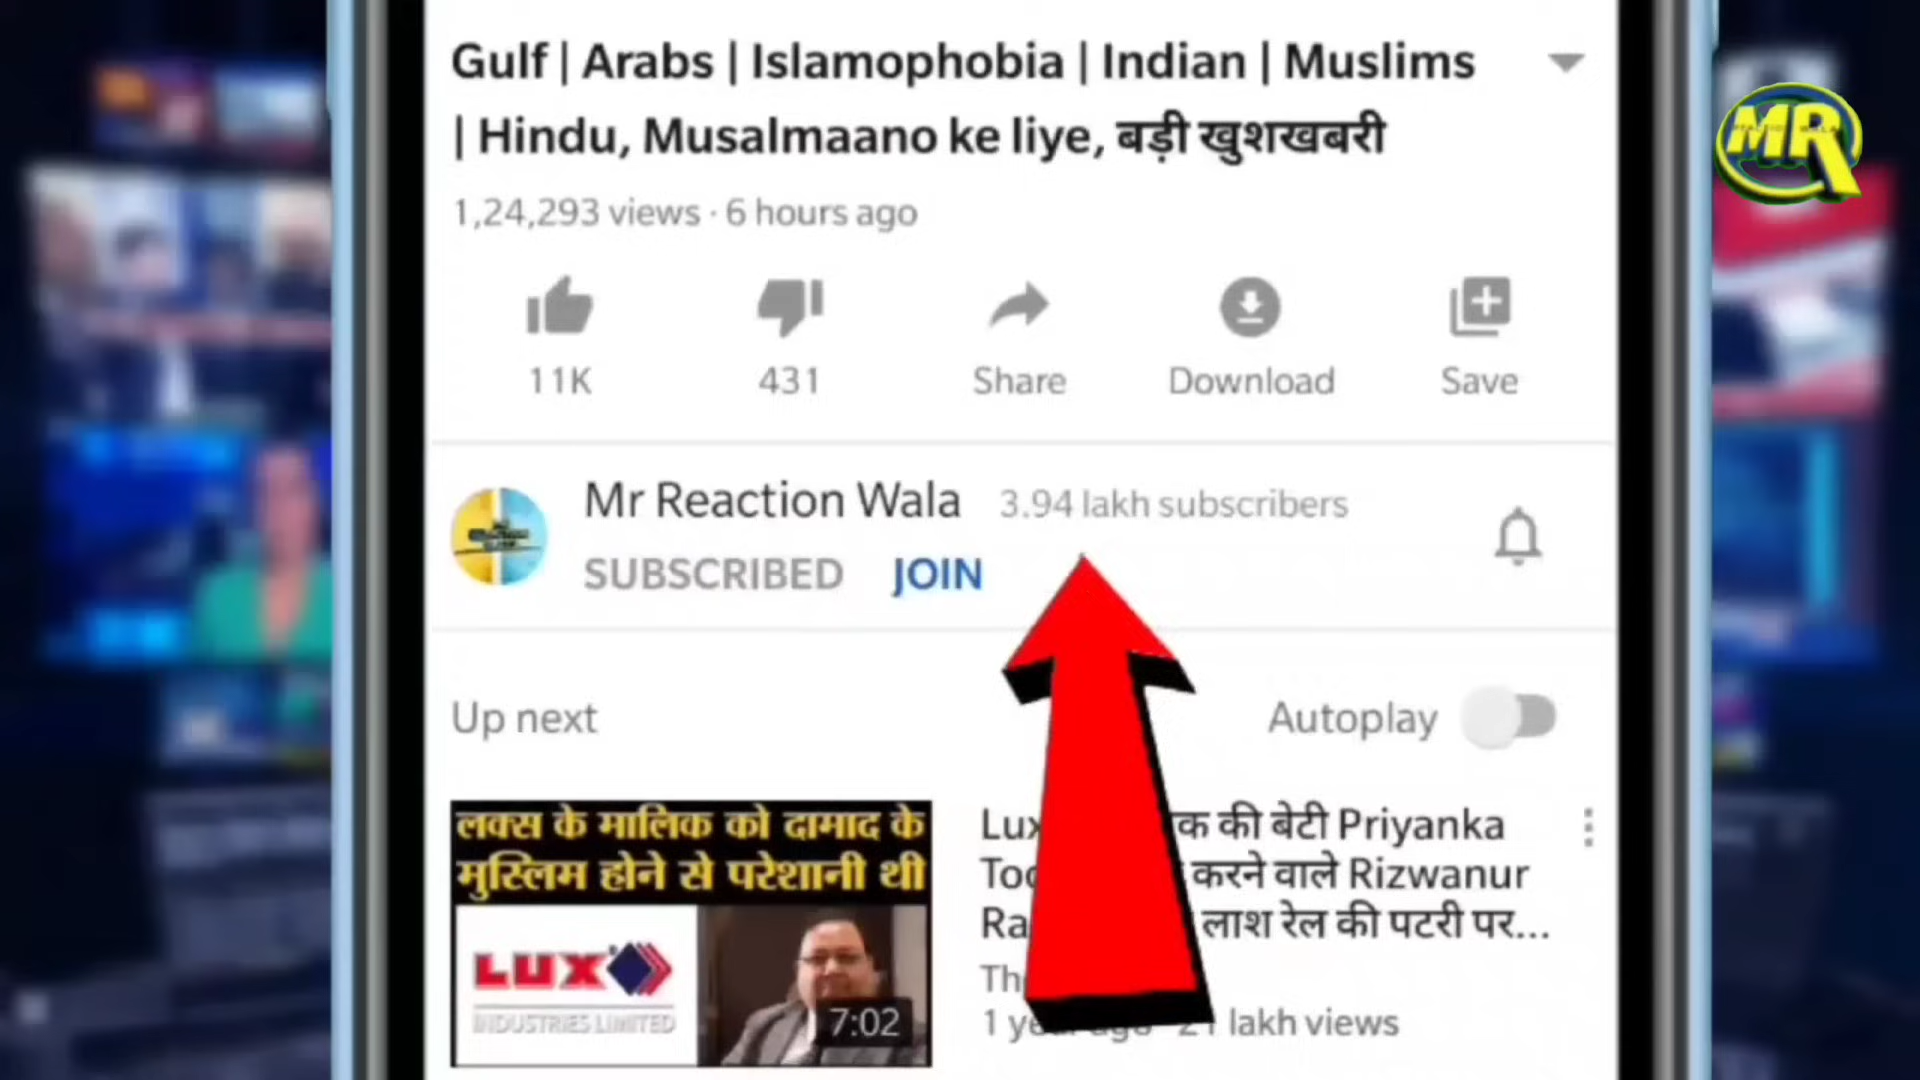 Gulf | Arabs | Islamophobia | Indian | Muslims
| Hindu, Musalmaano ke liye, बड़ी खुशखबरी
1,24,293 views · 6 hours ago
11K
431
Share
Download
Save
Mr Reaction Wala
3.94 lakh subscribers
SUBSCRIBED
JOIN
Up next
Autoplay
लक्स के मालिक को दामाद के
मुस्लिम होने से परेशानी थी
LUX
INDUSTRIES LIMITED
7:02
की बेटी Priyanka
करने वाले Rizwanur
लाश रेल की पटरी पर...
lakh views
MR